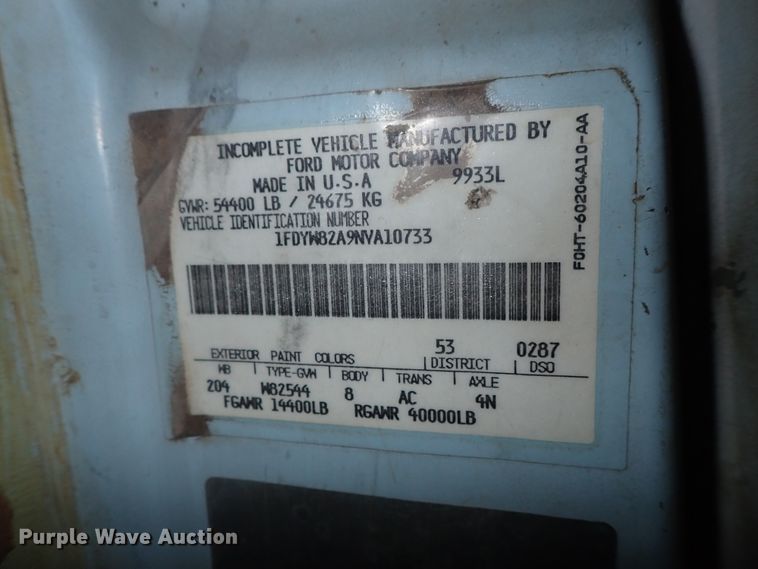 INCOMPLETE VEHICLE MANUFACTURED BY
FORD MOTOR COMPANY
MADE IN U.S.A 9933L
GVWR: 54400 LB / 24675 KG
VEHICLE IDENTIFICATION NUMBER
1FDYW82A9NVA10733
53 0287
EXTERIOR PAINT COLORS DISTRICT DSO
WB TYPE-GVW BODY TRANS AXLE
204 W82544 8 AC 4N
FGAWR 14400LB RGAWR 40000LB
F0HT-60204A10-AA
Purple Wave Auction